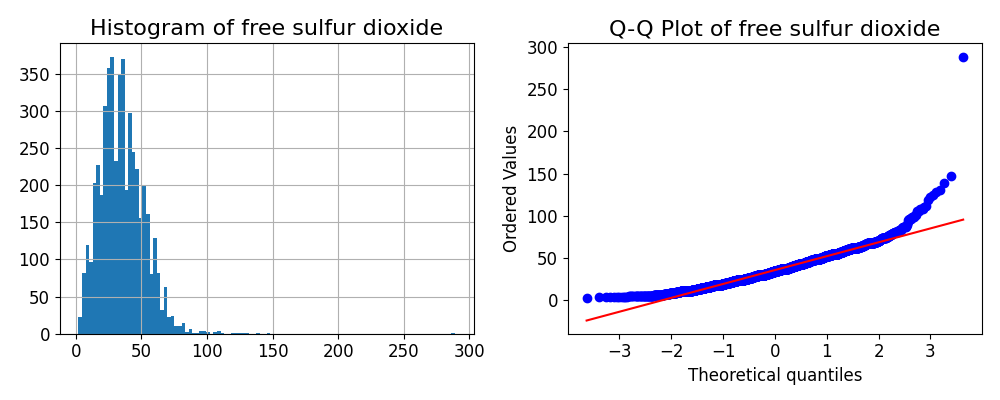 Histogram of free sulfur dioxide
350
300
250
200
150
100
50
0
0 50 100 150 200 250 300
Q-Q Plot of free sulfur dioxide
Ordered Values
300
250
200
150
100
50
0
−3 −2 −1 0 1 2 3
Theoretical quantiles